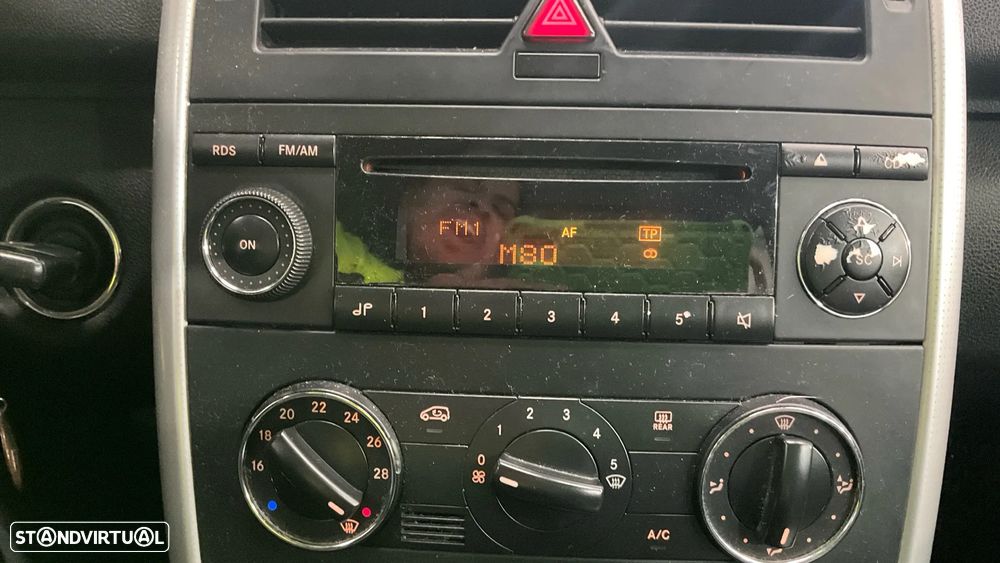 RDS FM/AM
CD
ON
FM1 AF TP
M80
SC
1 2 3 4 5
16 18 20 22 24 26 28
0 1 2 3 4 5
REAR
A/C
STANDVIRTUAL